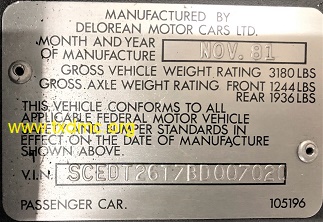 MANUFACTURED BY
DELOREAN MOTOR CARS LTD.
MONTH AND YEAR
OF MANUFACTURE NOV. 81
GROSS VEHICLE WEIGHT RATING 3180 LBS
GROSS AXLE WEIGHT RATING FRONT 1244 LBS
REAR 1936 LBS
THIS VEHICLE CONFORMS TO ALL
APPLICABLE FEDERAL MOTOR VEHICLE
AND BUMPER STANDARDS IN
EFFECT ON THE DATE OF MANUFACTURE
SHOWN ABOVE.
V.I.N. SCEDT26T7BD007020
PASSENGER CAR. 105196